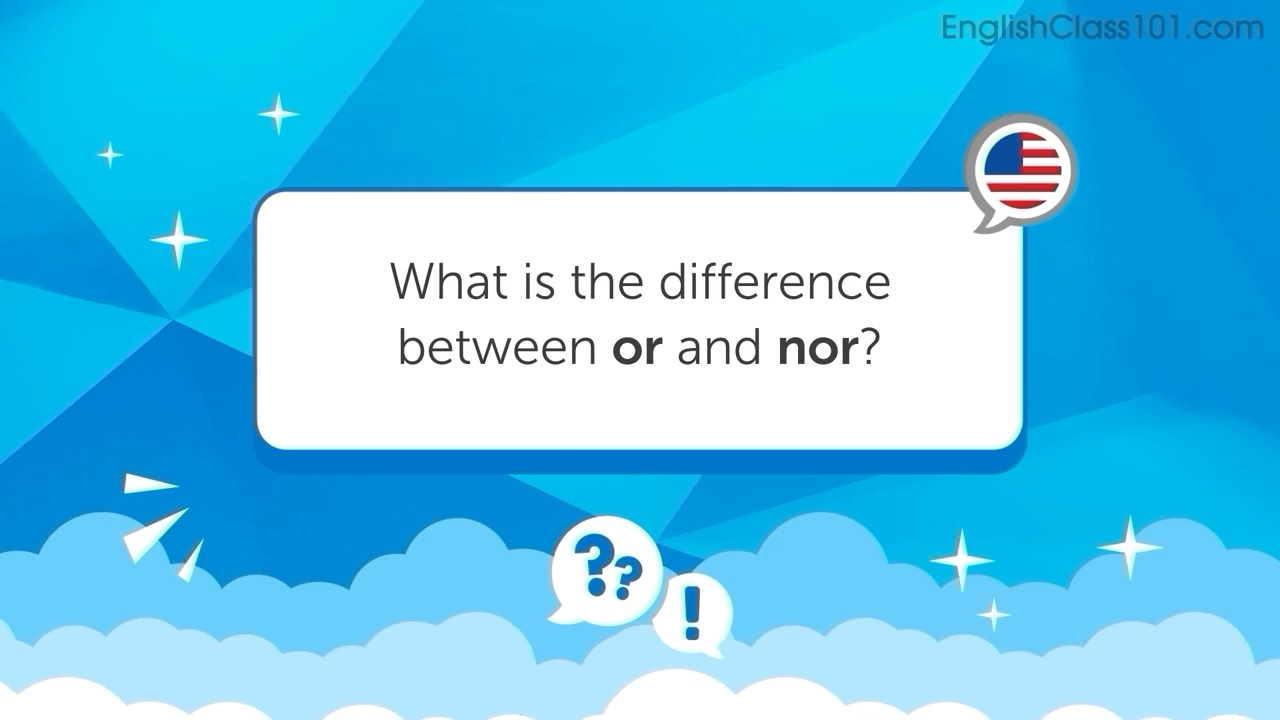 EnglishClass101.com
What is the difference
between or and nor?
??
!